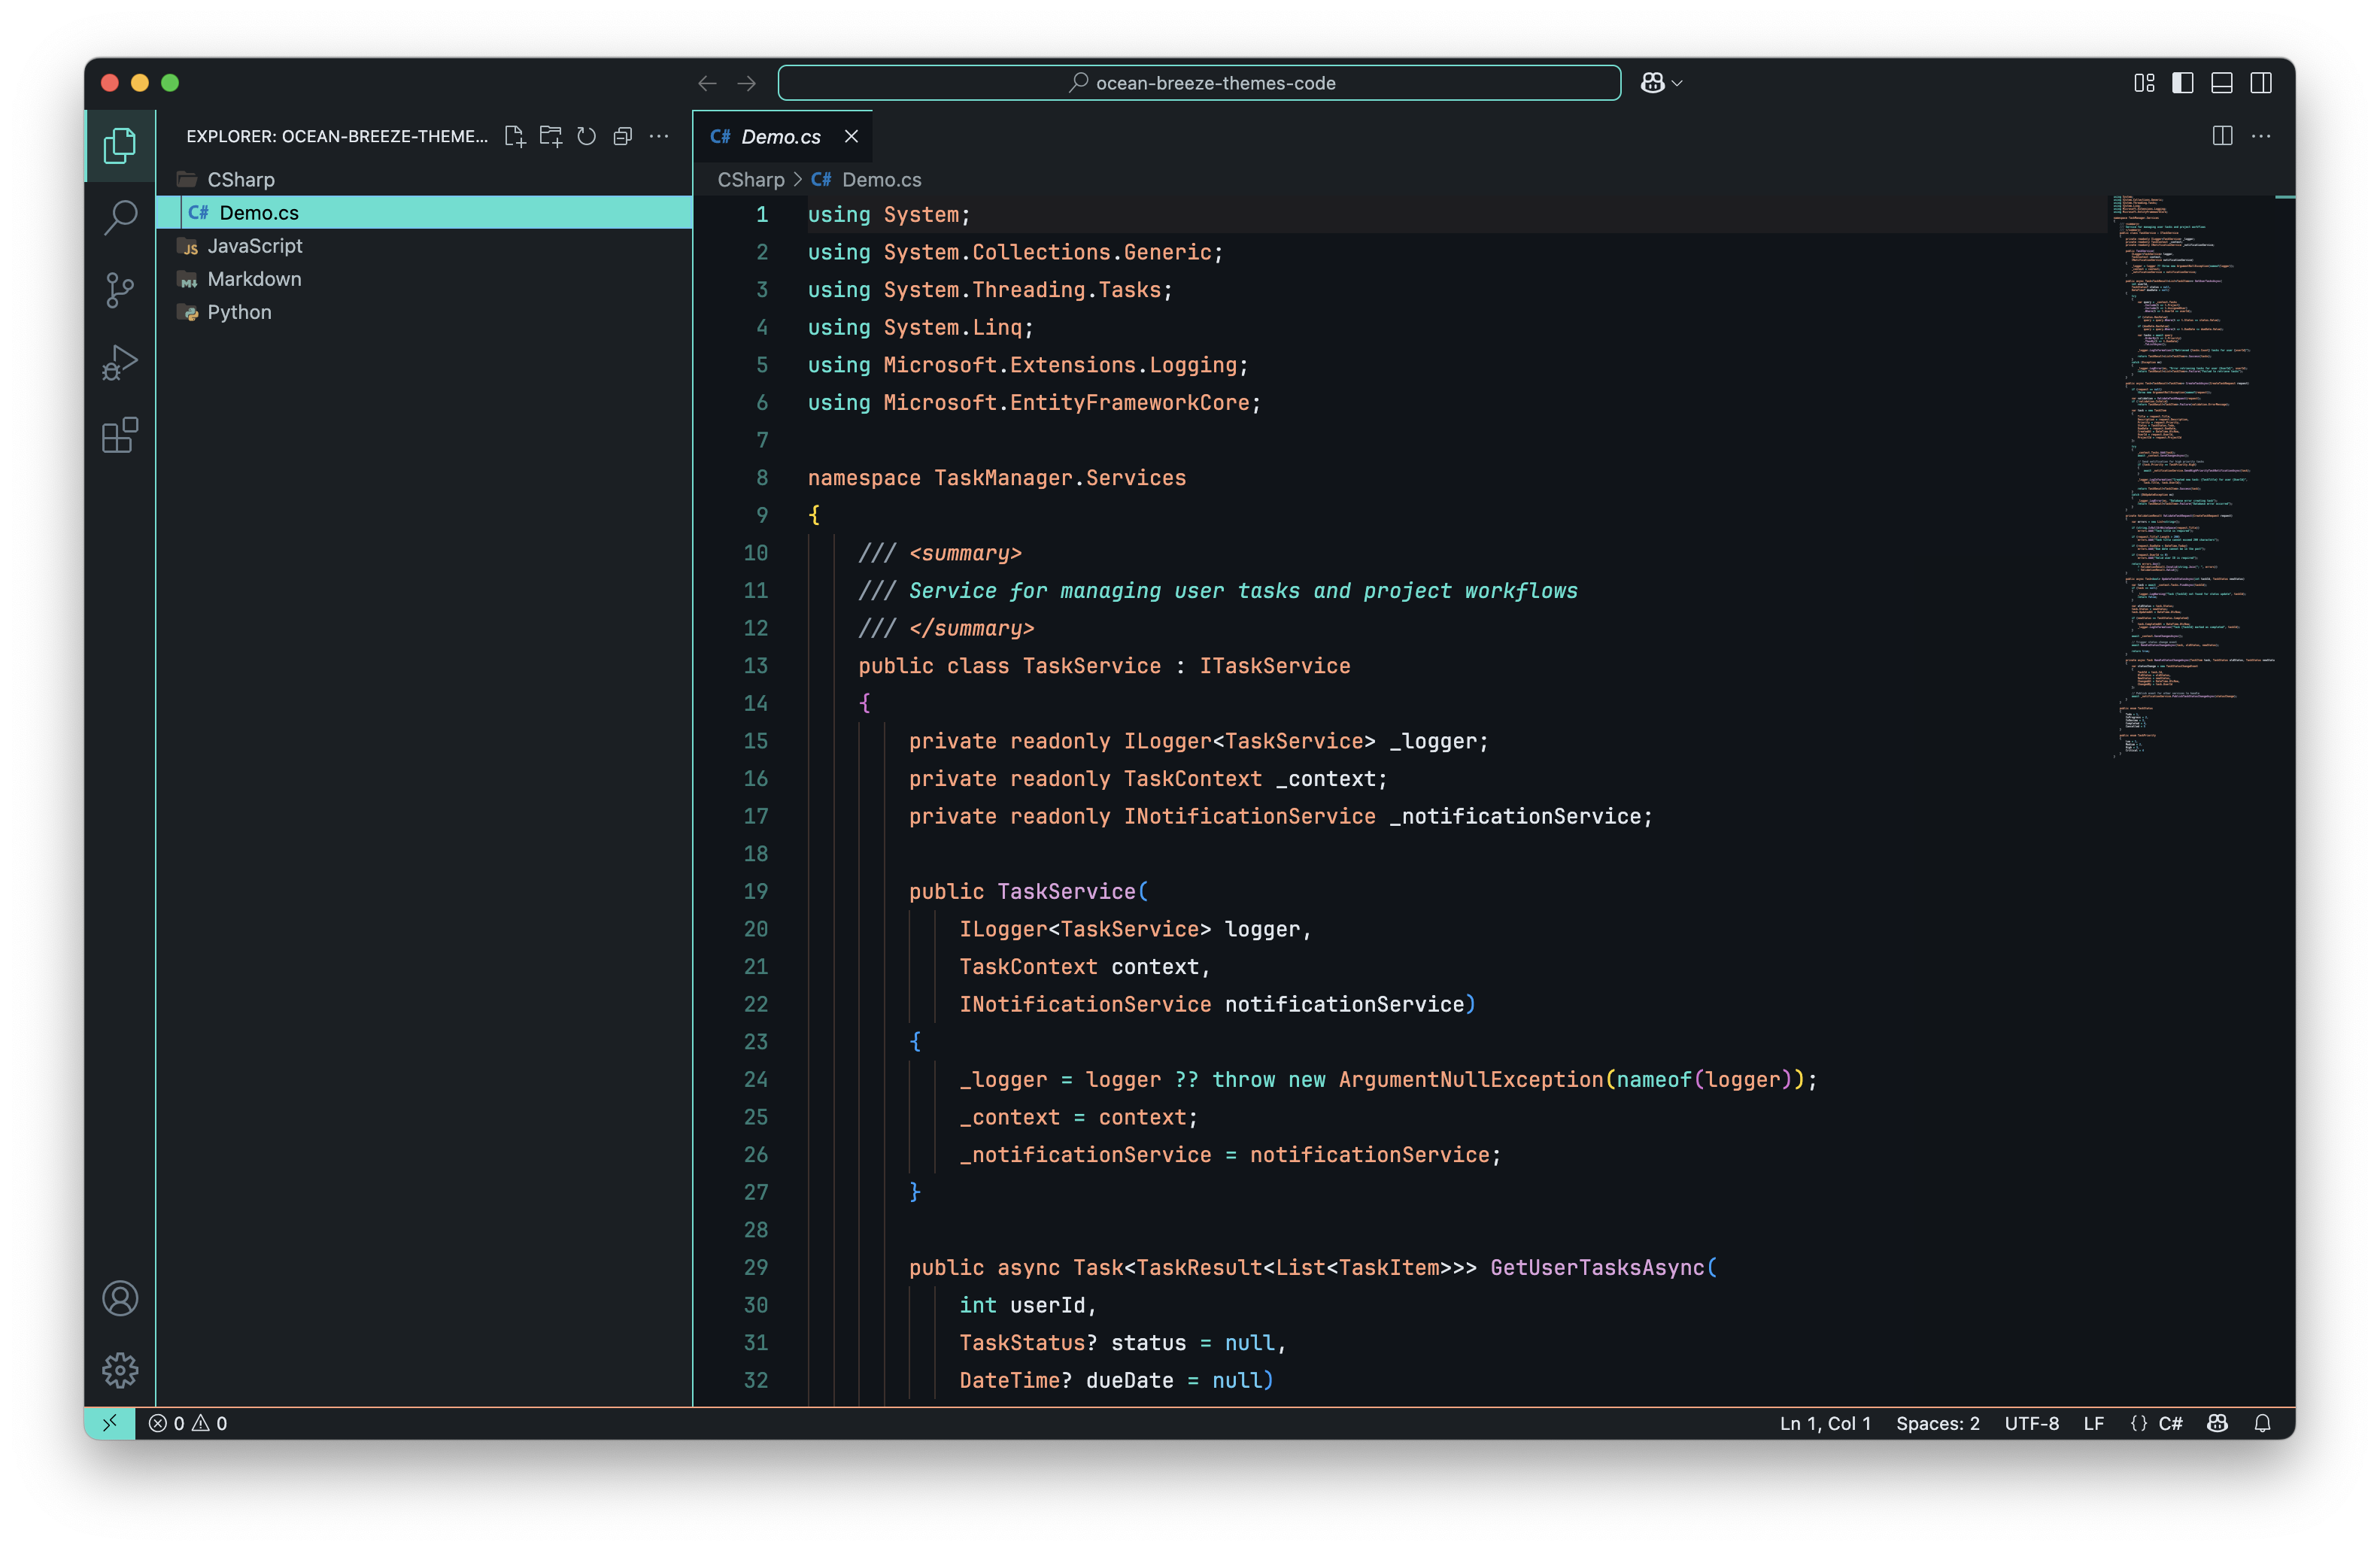 ocean-breeze-themes-code
EXPLORER: OCEAN-BREEZE-THEME...
CSharp
C# Demo.cs
JavaScript
Markdown
Python
C# Demo.cs
CSharp > C# Demo.cs
1 using System;
2 using System.Collections.Generic;
3 using System.Threading.Tasks;
4 using System.Linq;
5 using Microsoft.Extensions.Logging;
6 using Microsoft.EntityFrameworkCore;
7
8 namespace TaskManager.Services
9 {
10 /// <summary>
11 /// Service for managing user tasks and project workflows
12 /// </summary>
13 public class TaskService : ITaskService
14 {
15 private readonly ILogger<TaskService> _logger;
16 private readonly TaskContext _context;
17 private readonly INotificationService _notificationService;
18
19 public TaskService(
20 ILogger<TaskService> logger,
21 TaskContext context,
22 INotificationService notificationService)
23 {
24 _logger = logger ?? throw new ArgumentNullException(nameof(logger));
25 _context = context;
26 _notificationService = notificationService;
27 }
28
29 public async Task<TaskResult<List<TaskItem>>> GetUserTasksAsync(
30 int userId,
31 TaskStatus? status = null,
32 DateTime? dueDate = null)
0 0
Ln 1, Col 1 Spaces: 2 UTF-8 LF {} C#